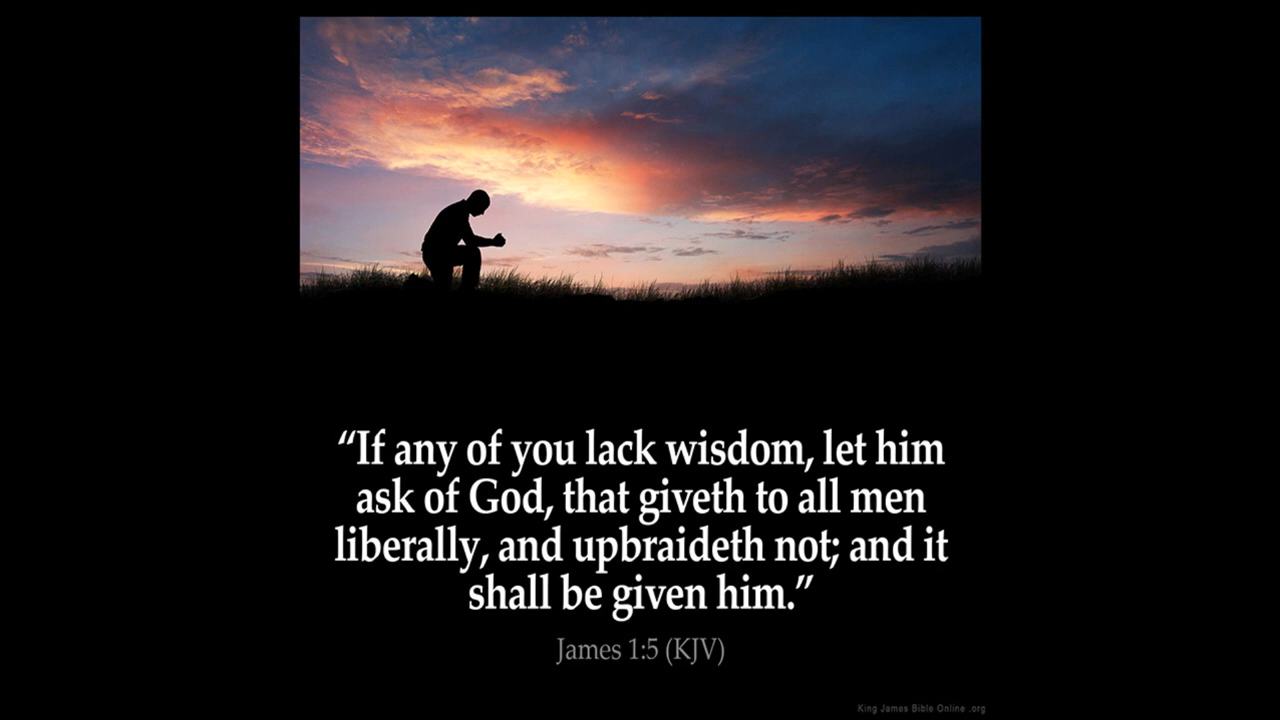 “If any of you lack wisdom, let him
ask of God, that giveth to all men
liberally, and upbraideth not; and it
shall be given him.”
James 1:5 (KJV)
King James Bible Online .org